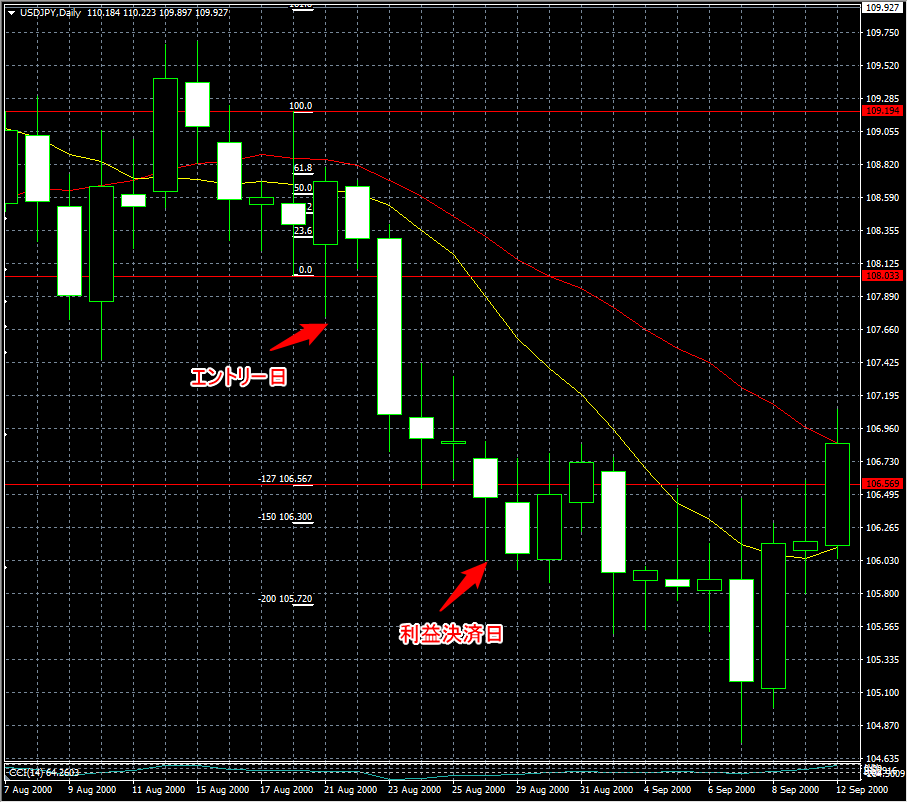 USDJPY,Daily 110.184 110.223 109.897 109.927
109.927
109.750
109.520
109.285
100.0
109.194
109.055
108.820
61.8
108.590
50.0
23.6
108.355
0.0
108.125
108.033
107.890
107.660
エントリー日
107.425
107.195
106.960
106.730
-127 106.567
106.569
106.495
-150 106.300
106.265
106.030
-200 105.720
105.800
利益決済日
105.565
105.335
105.100
104.870
104.635
CCI(14) 64.2603
7 Aug 2000
9 Aug 2000
11 Aug 2000
15 Aug 2000
17 Aug 2000
21 Aug 2000
23 Aug 2000
25 Aug 2000
29 Aug 2000
31 Aug 2000
4 Sep 2000
6 Sep 2000
8 Sep 2000
12 Sep 2000